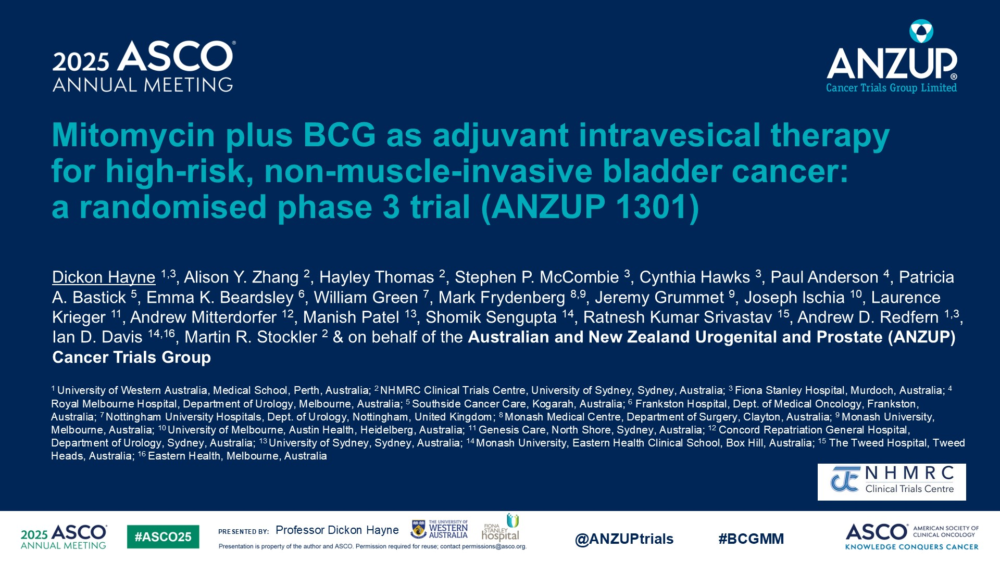 2025 ASCO®
ANNUAL MEETING
ANZUP®
Cancer Trials Group Limited
Mitomycin plus BCG as adjuvant intravesical therapy
for high-risk, non-muscle-invasive bladder cancer:
a randomised phase 3 trial (ANZUP 1301)
Dickon Hayne 1,3, Alison Y. Zhang 2, Hayley Thomas 2, Stephen P. McCombie 3, Cynthia Hawks 3, Paul Anderson 4, Patricia
A. Bastick 5, Emma K. Beardsley 6, William Green 7, Mark Frydenberg 8,9, Jeremy Grummet 9, Joseph Ischia 10, Laurence
Krieger 11, Andrew Mitterdorfer 12, Manish Patel 13, Shomik Sengupta 14, Ratnesh Kumar Srivastav 15, Andrew D. Redfern 1,3,
Ian D. Davis 14,16, Martin R. Stockler 2 & on behalf of the Australian and New Zealand Urogenital and Prostate (ANZUP)
Cancer Trials Group
1 University of Western Australia, Medical School, Perth, Australia; 2 NHMRC Clinical Trials Centre, University of Sydney, Sydney, Australia; 3 Fiona Stanley Hospital, Murdoch, Australia; 4
Royal Melbourne Hospital, Department of Urology, Melbourne, Australia; 5 Southside Cancer Care, Kogarah, Australia; 6 Frankston Hospital, Dept. of Medical Oncology, Frankston,
Australia; 7 Nottingham University Hospitals, Dept. of Urology, Nottingham, United Kingdom; 8 Monash Medical Centre, Department of Surgery, Clayton, Australia; 9 Monash University,
Melbourne, Australia; 10 University of Melbourne, Austin Health, Heidelberg, Australia; 11 Genesis Care, North Shore, Sydney, Australia; 12 Concord Repatriation General Hospital,
Department of Urology, Sydney, Australia; 13 University of Sydney, Sydney, Australia; 14 Monash University, Eastern Health Clinical School, Box Hill, Australia; 15 The Tweed Hospital, Tweed
Heads, Australia; 16 Eastern Health, Melbourne, Australia
NHMRC
Clinical Trials Centre
2025 ASCO®
ANNUAL MEETING
#ASCO25
PRESENTED BY: Professor Dickon Hayne
Presentation is property of the author and ASCO. Permission required for reuse; contact permissions@asco.org.
THE UNIVERSITY OF
WESTERN
AUSTRALIA
FIONA
STANLEY
hospital
@ANZUPtrials
#BCGMM
ASCO®
AMERICAN SOCIETY OF
CLINICAL ONCOLOGY
KNOWLEDGE CONQUERS CANCER